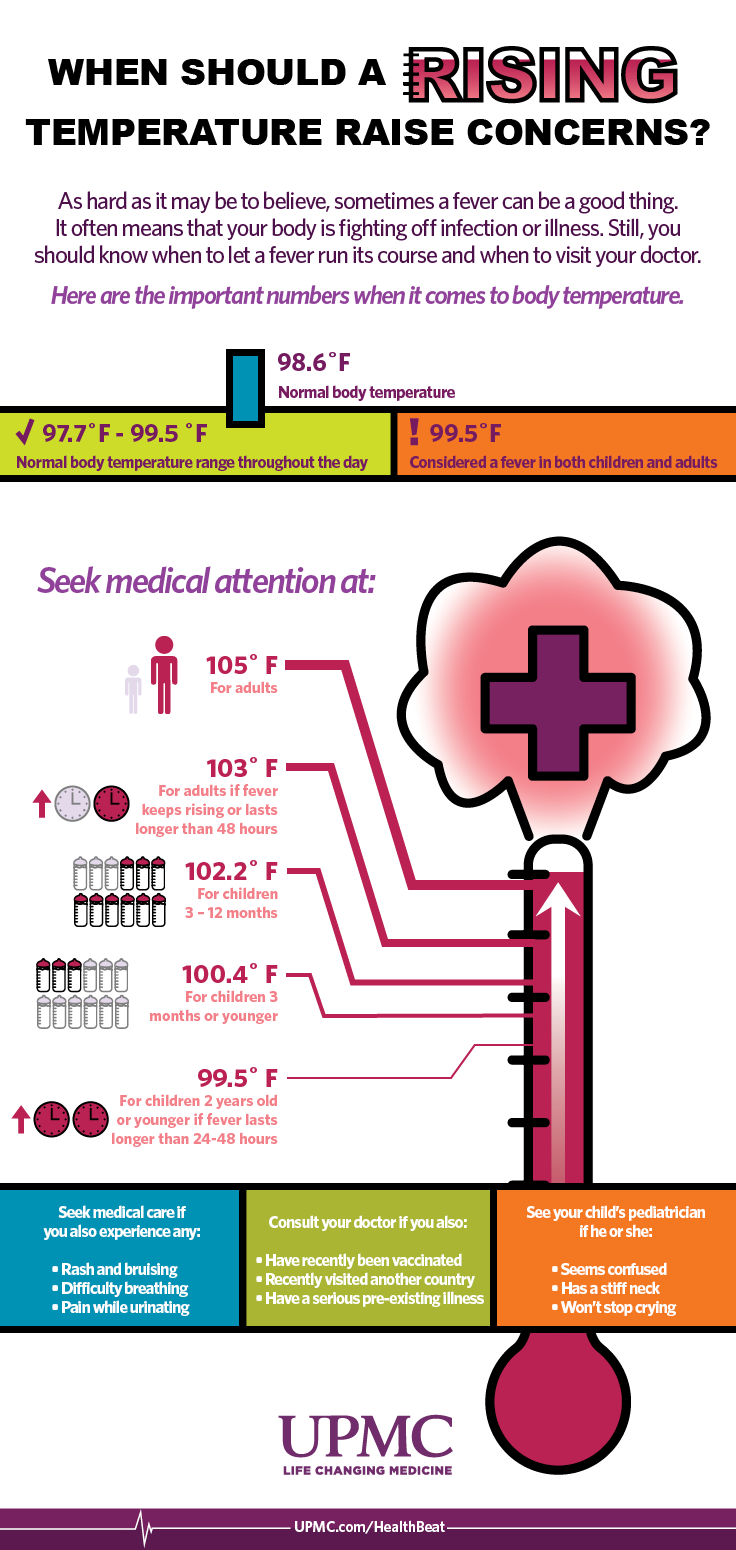 WHEN SHOULD A RISING
TEMPERATURE RAISE CONCERNS?
As hard as it may be to believe, sometimes a fever can be a good thing.
It often means that your body is fighting off infection or illness. Still, you
should know when to let a fever run its course and when to visit your doctor.
Here are the important numbers when it comes to body temperature.
98.6°F
Normal body temperature
97.7°F - 99.5 °F
Normal body temperature range throughout the day
! 99.5°F
Considered a fever in both children and adults
Seek medical attention at:
105° F
For adults
103° F
For adults if fever
keeps rising or lasts
longer than 48 hours
102.2° F
For children
3 – 12 months
100.4° F
For children 3
months or younger
99.5° F
For children 2 years old
or younger if fever lasts
longer than 24-48 hours
Seek medical care if
you also experience any:
• Rash and bruising
• Difficulty breathing
• Pain while urinating
Consult your doctor if you also:
• Have recently been vaccinated
• Recently visited another country
• Have a serious pre-existing illness
See your child's pediatrician
if he or she:
• Seems confused
• Has a stiff neck
• Won't stop crying
UPMC
LIFE CHANGING MEDICINE
UPMC.com/HealthBeat